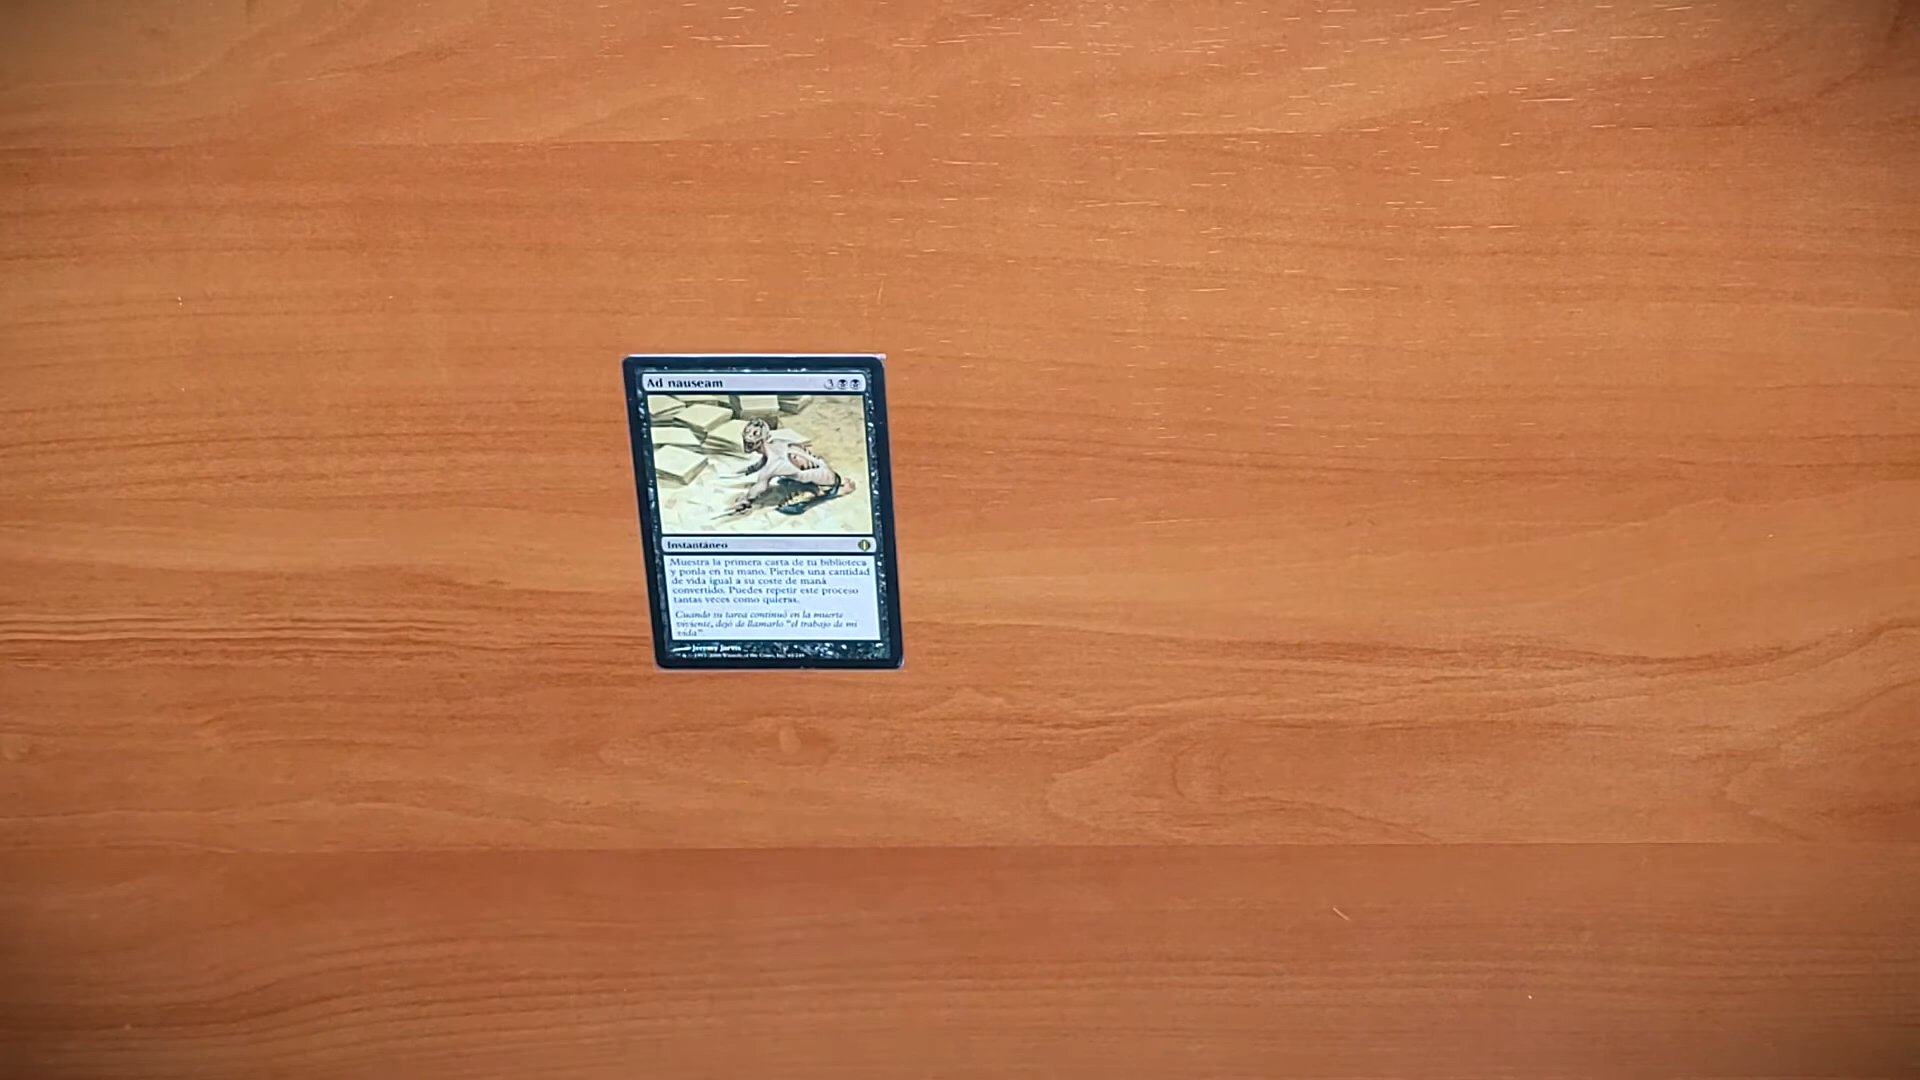 Ad nauseam 3
Instantáneo
Muestra la primera carta de tu biblioteca
y ponla en tu mano. Pierdes una cantidad
de vida igual a su coste de maná
convertido. Puedes repetir este proceso
tantas veces como quieras.
Cuando su tarea continuó en la muerte
viviente, dejó de llamarlo "el trabajo de mi
vida".
Jeremy Jarvis